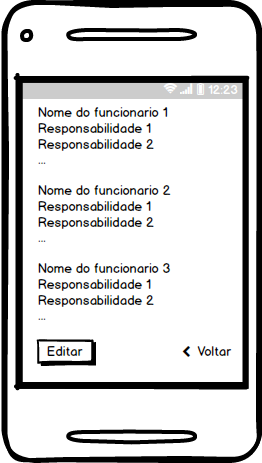 12:23
Nome do funcionario 1
Responsabilidade 1
Responsabilidade 2
...
Nome do funcionario 2
Responsabilidade 1
Responsabilidade 2
...
Nome do funcionario 3
Responsabilidade 1
Responsabilidade 2
...
Editar Voltar